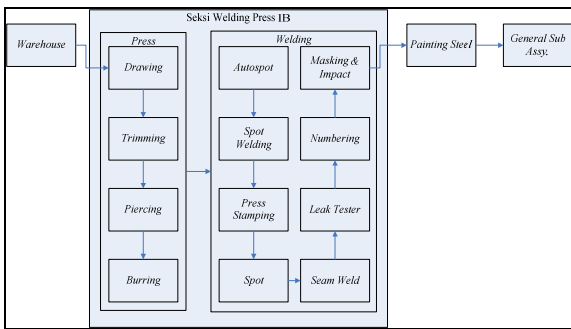 Seksi Welding Press IB
Warehouse
Press
Drawing
Trimming
Piercing
Burring
Welding
Autospot
Spot
Welding
Press
Stamping
Spot
Seam Weld
Leak Tester
Numbering
Masking &
Impact
Painting Steel
General Sub
Assy.